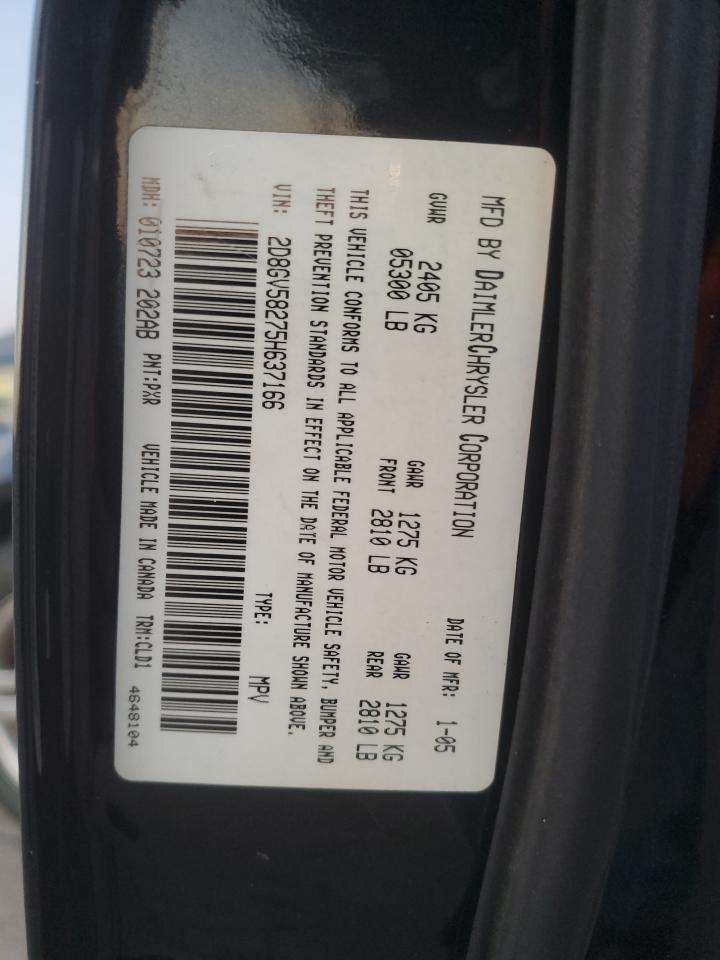 MFD BY DAIMLERCHRYSLER CORPORATION
DATE OF MFR: 1-05
GVWR 2405 KG
05300 LB
GAWR 1275 KG
FRONT 2810 LB
GAWR 1275 KG
REAR 2810 LB
THIS VEHICLE CONFORMS TO ALL APPLICABLE FEDERAL MOTOR VEHICLE SAFETY, BUMPER AND
THEFT PREVENTION STANDARDS IN EFFECT ON THE DATE OF MANUFACTURE SHOWN ABOVE.
VIN: 2D8GV58275H637166 TYPE: MPV
MDH: 010723 202AB PNT:PXR VEHICLE MADE IN CANADA TRM:CLD1
4648104